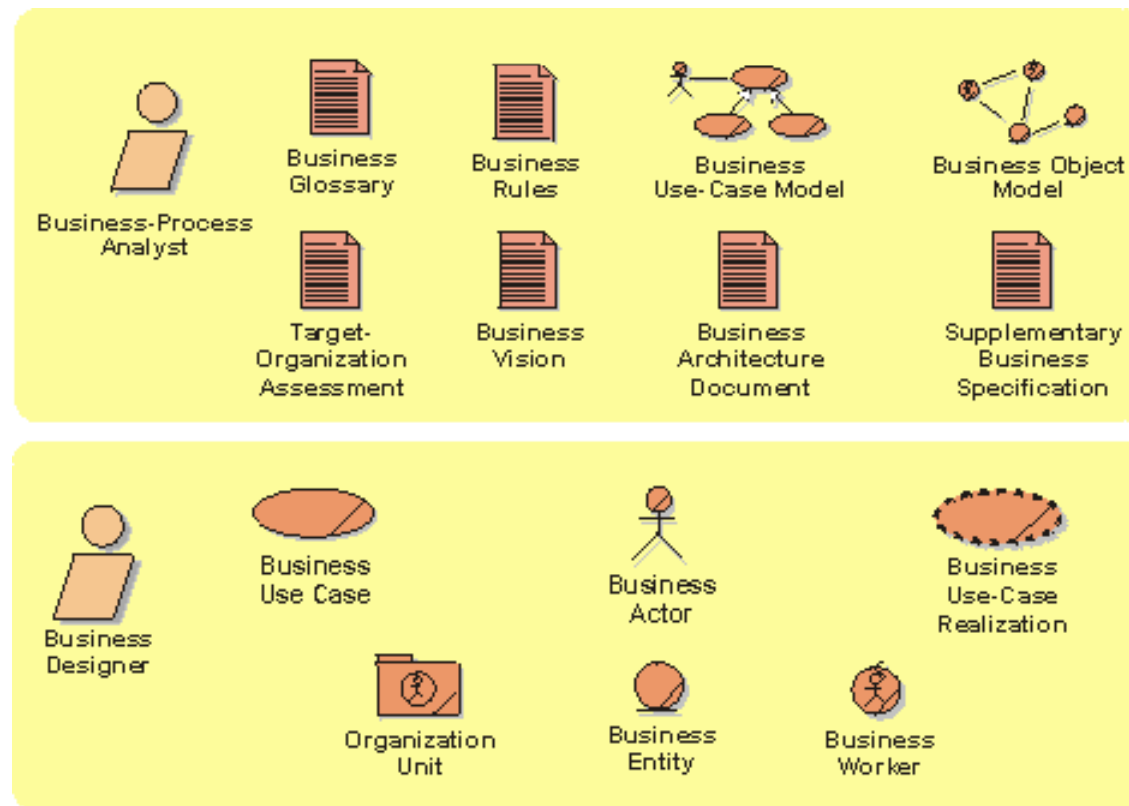 Business-Process
Analyst
Business
Glossary
Business
Rules
Business
Use-Case Model
Business Object
Model
Target-
Organization
Assessment
Business
Vision
Business
Architecture
Document
Supplementary
Business
Specification
Business
Designer
Business
Use Case
Business
Actor
Business
Use-Case
Realization
Organization
Unit
Business
Entity
Business
Worker